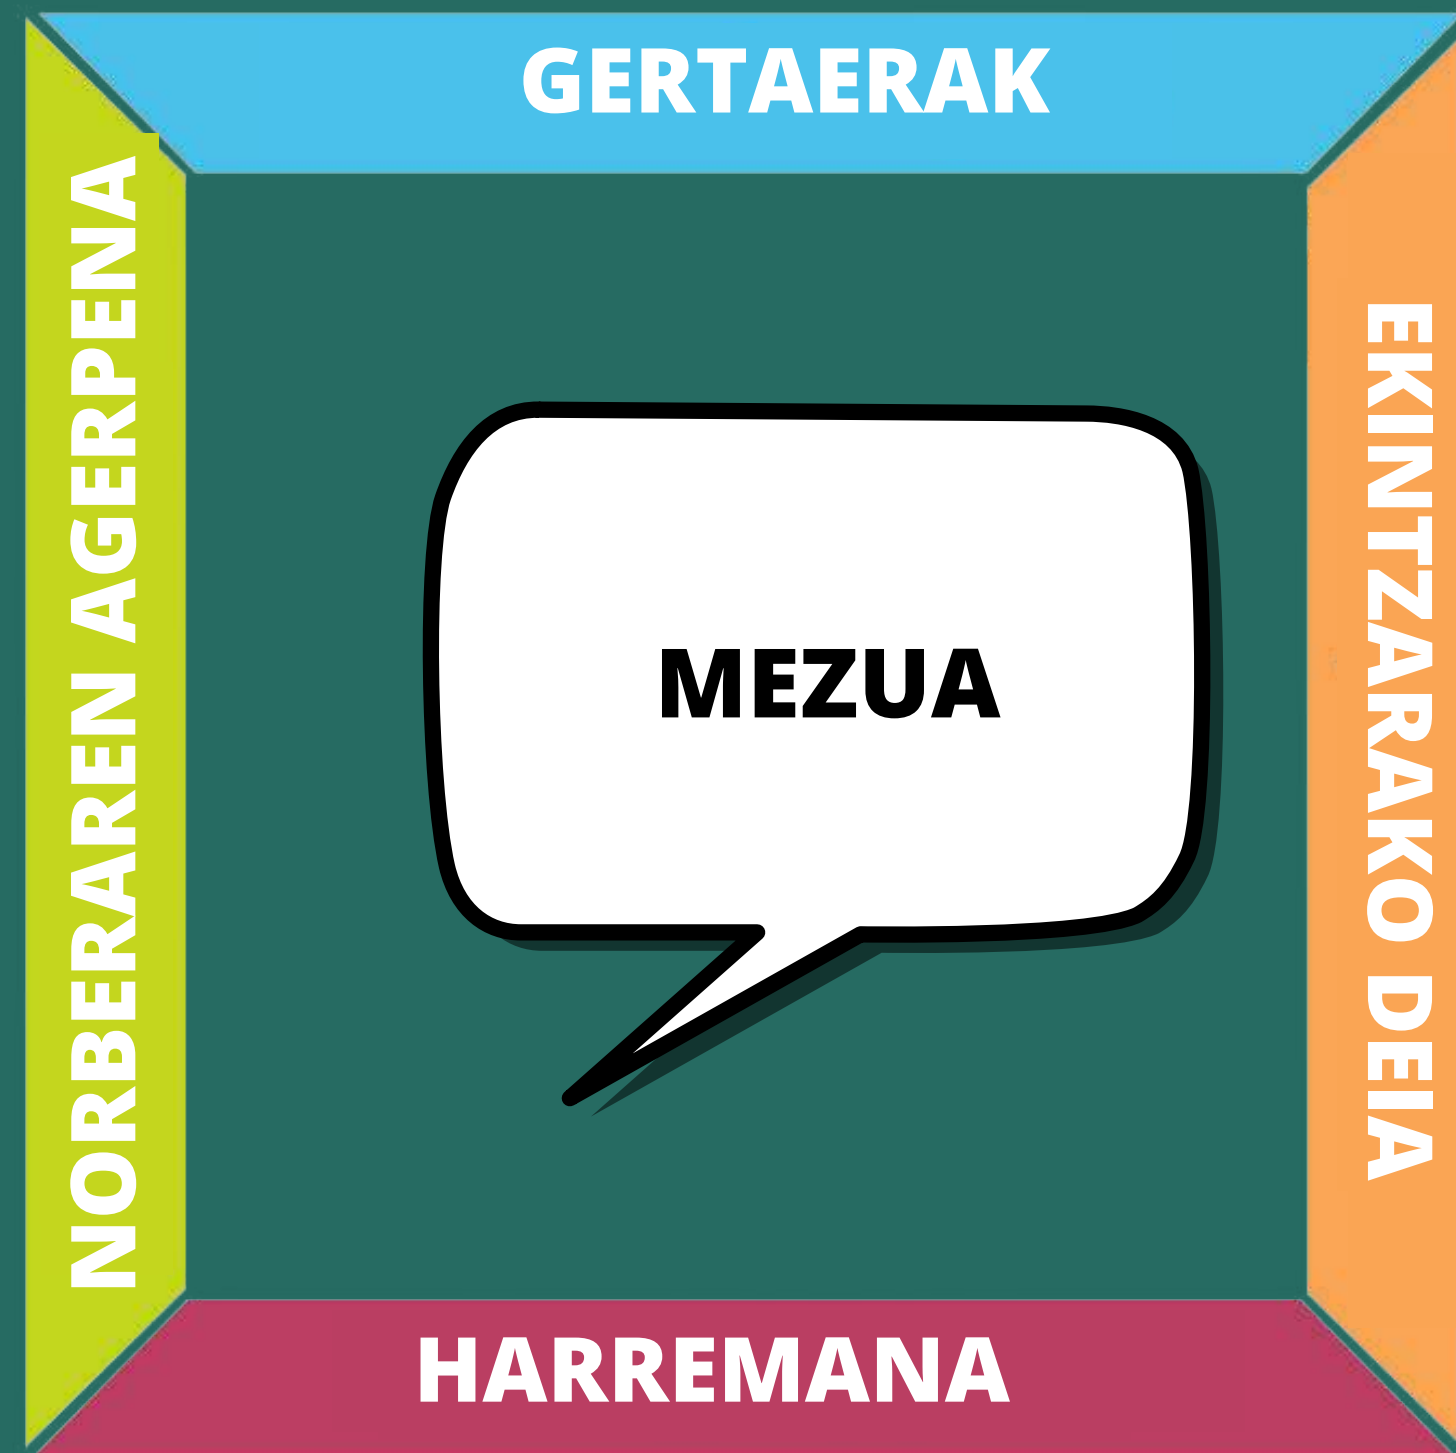 GERTAERAK
NORBERAREN AGERPENA
MEZUA
EKINTZARAKO DEIA
HARREMANA